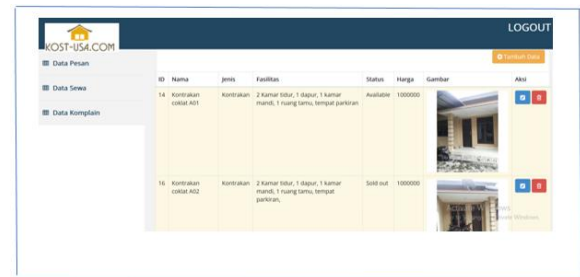 LOGOUT
KOST-USA.COM
Tambah Data
Data Pesan
Data Sewa
Data Komplain
ID Nama Jenis Fasilitas Status Harga Gambar Aksi
14 Kontrakan Kontrakan 2 Kamar tidur, 1 dapur, 1 kamar Available 1000000
coklat A01 mandi, 1 ruang tamu, tempat parkiran
16 Kontrakan Kontrakan 2 Kamar tidur, 1 dapur, 1 kamar Sold out 1000000
coklat A02 mandi, 1 ruang tamu, tempat
parkiran,
Windows.